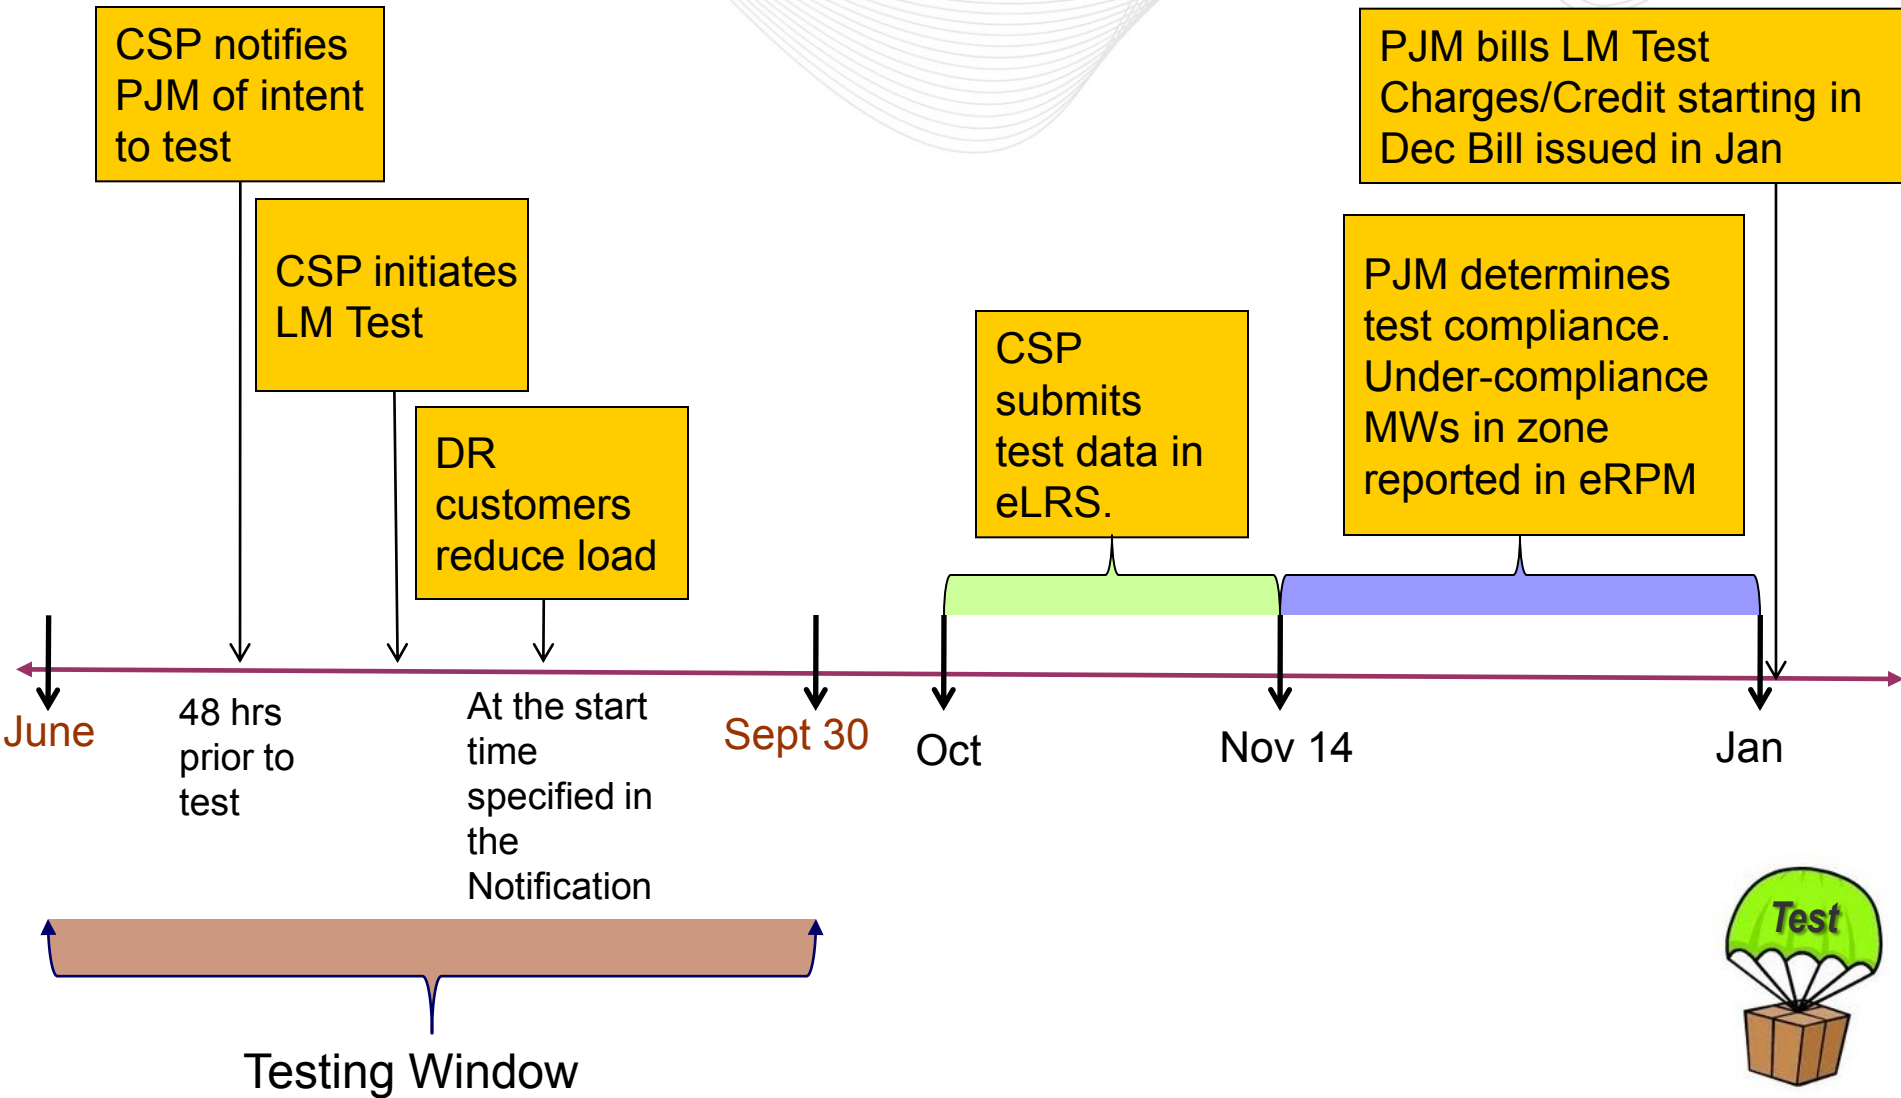 CSP notifies
PJM of intent
to test
PJM bills LM Test
Charges/Credit starting in
Dec Bill issued in Jan
CSP initiates
LM Test
PJM determines
test compliance.
Under-compliance
MWs in zone
reported in eRPM
CSP
submits
test data in
eLRS.
DR
customers
reduce load
June
48 hrs
prior to
test
At the start
time
specified in
the
Notification
Sept 30
Oct
Nov 14
Jan
Testing Window
Test